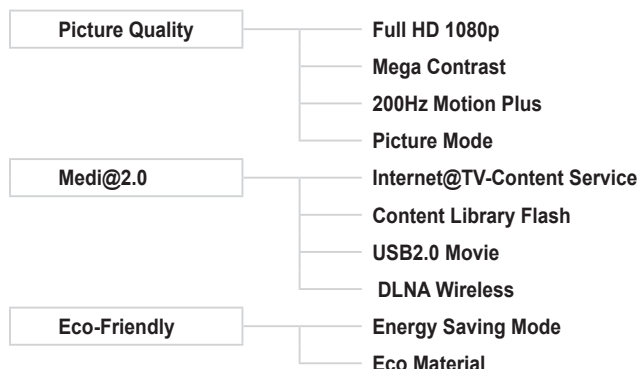 Picture Quality
Full HD 1080p
Mega Contrast
200Hz Motion Plus
Picture Mode
Medi@2.0
Internet@TV-Content Service
Content Library Flash
USB2.0 Movie
DLNA Wireless
Eco-Friendly
Energy Saving Mode
Eco Material